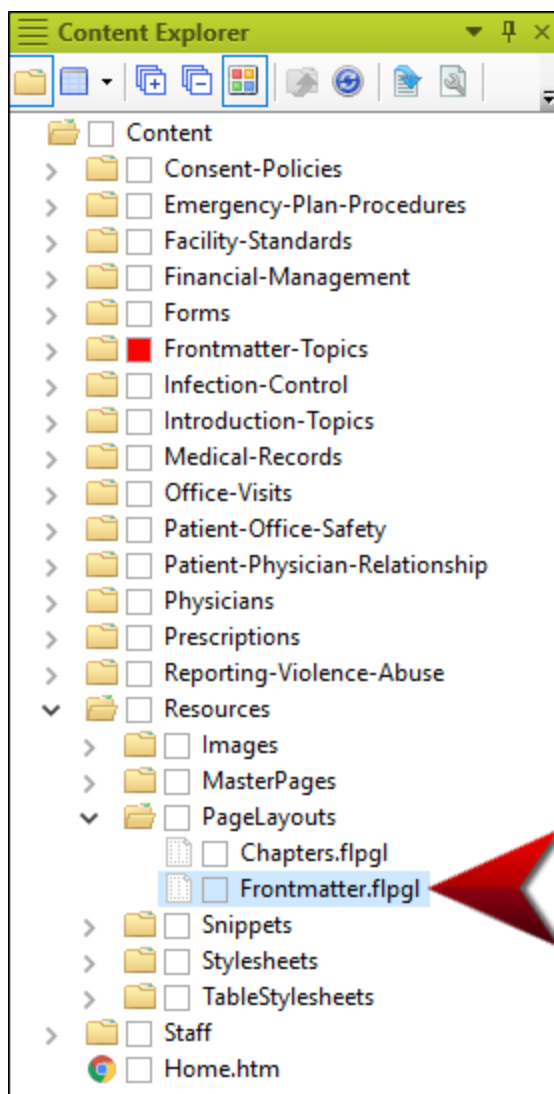 Content Explorer
Content
Consent-Policies
Emergency-Plan-Procedures
Facility-Standards
Financial-Management
Forms
Frontmatter-Topics
Infection-Control
Introduction-Topics
Medical-Records
Office-Visits
Patient-Office-Safety
Patient-Physician-Relationship
Physicians
Prescriptions
Reporting-Violence-Abuse
Resources
Images
MasterPages
PageLayouts
Chapters.flpgl
Frontmatter.flpgl
Snippets
Stylesheets
TableStylesheets
Staff
Home.htm